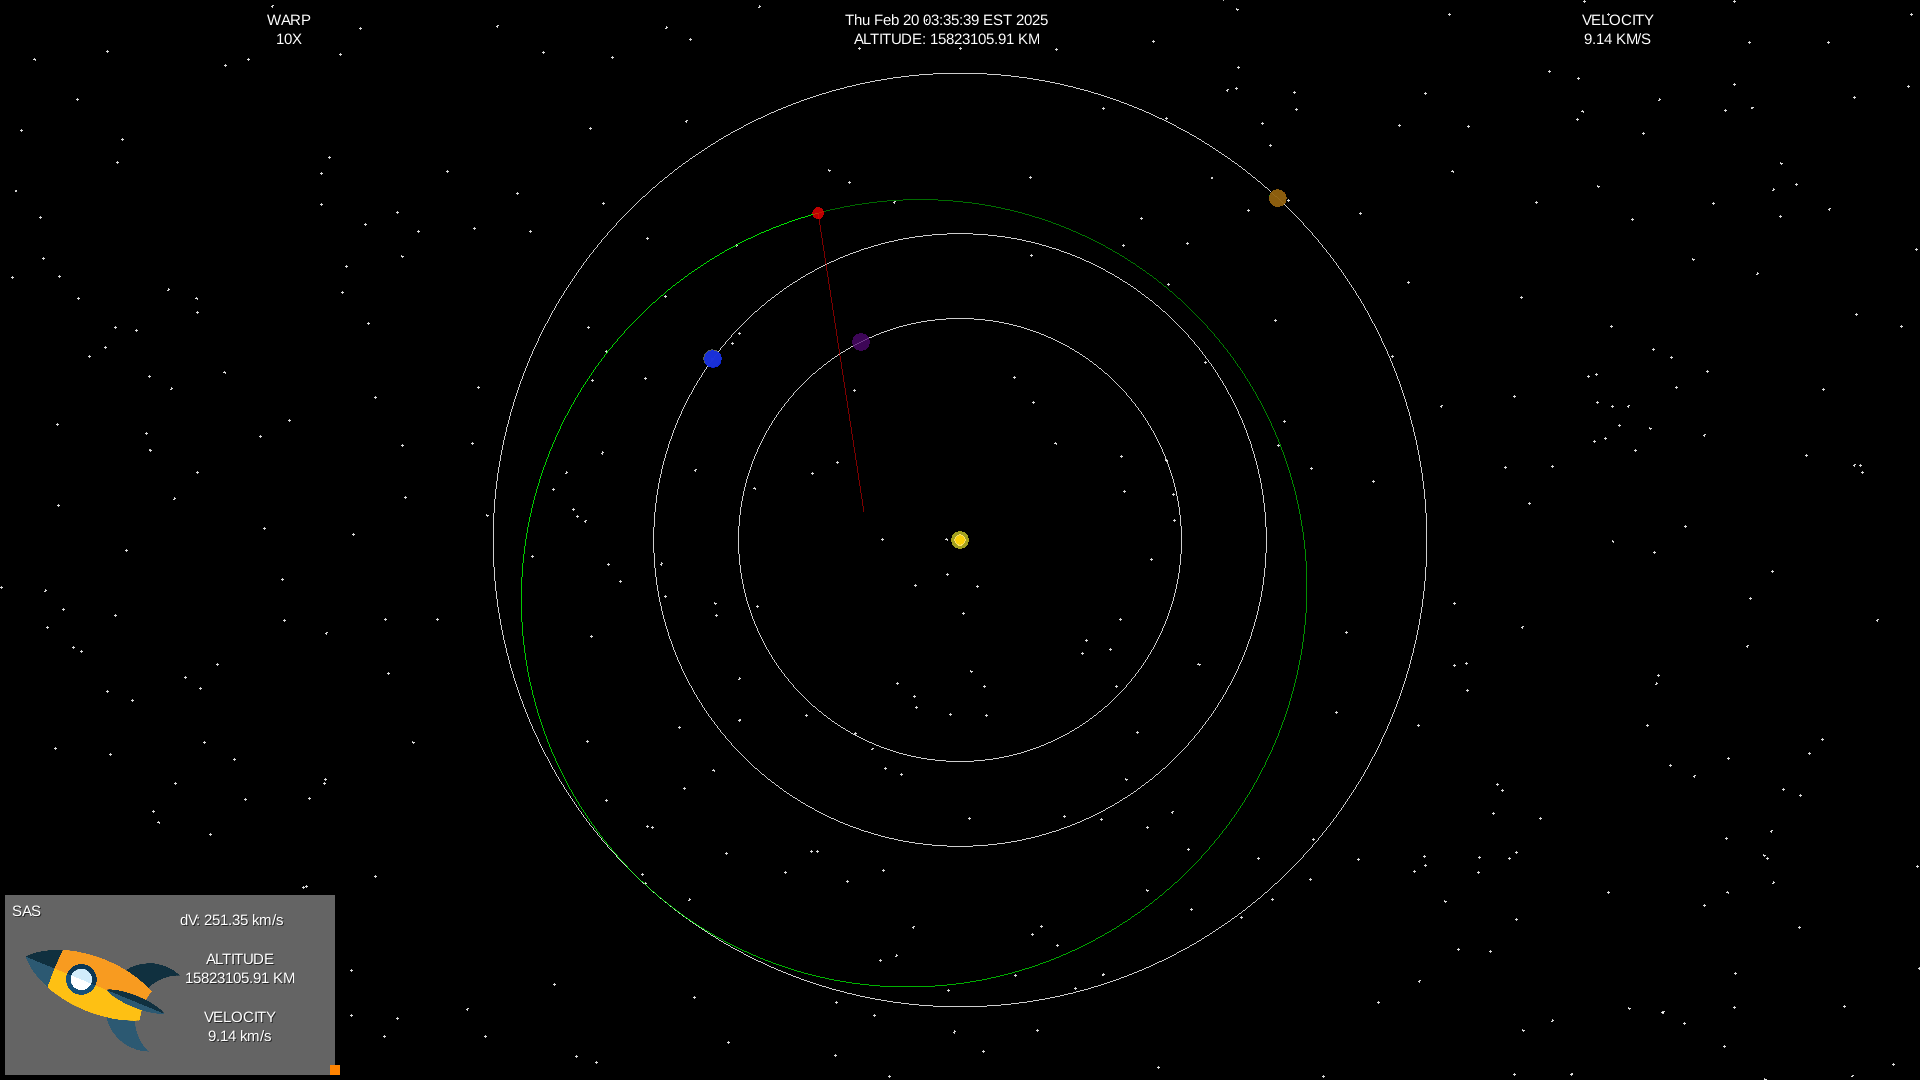 WARP
10X
Thu Feb 20 03:35:39 EST 2025
ALTITUDE: 15823105.91 KM
VELOCITY
9.14 KM/S
SAS
dV: 251.35 km/s
ALTITUDE
15823105.91 KM
VELOCITY
9.14 km/s